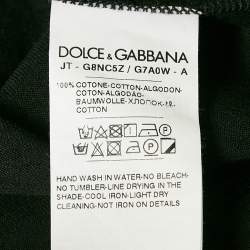 DOLCE & GABBANA
JT - G8NC5Z / G7A0W - A
100% COTONE-COTTON-ALGODON-
COTON-ALGODÃO-
BAUMWOLLE-ХЛОПОК-棉-
COTTON
HAND WASH IN WATER-NO BLEACH-
NO TUMBLER-LINE DRYING IN THE
SHADE-COOL IRON-LIGHT DRY
CLEANING-NOT IRON ON DETAILS